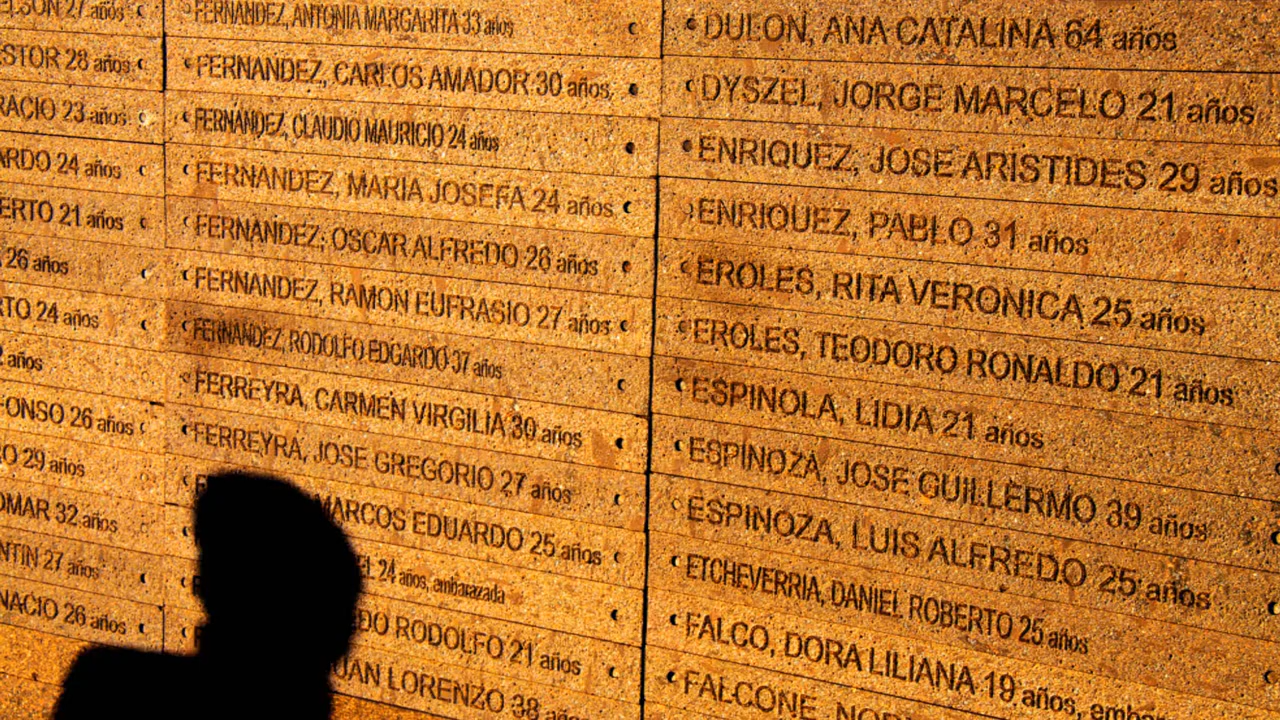 ELSON 27 años
ESTOR 28 años
RACIO 23 años
ARDO 24 años
ERTO 21 años
26 años
RTO 24 años
años
FONSO 26 años
O 29 años
OMAR 32 años
NTIN 27 años
NACIO 26 años
FERNANDEZ, ANTONIA MARGARITA 33 años
FERNANDEZ, CARLOS AMADOR 30 años
FERNANDEZ, CLAUDIO MAURICIO 24 años
FERNANDEZ, MARIA JOSEFA 24 años
FERNANDEZ, OSCAR ALFREDO 26 años
FERNANDEZ, RAMON EUFRASIO 27 años
FERNANDEZ, RODOLFO EDGARDO 37 años
FERREYRA, CARMEN VIRGILIA 30 años
FERREYRA, JOSE GREGORIO 27 años
MARCOS EDUARDO 25 años
24 años, embarazada
DO RODOLFO 21 años
JUAN LORENZO 38 años
DULON, ANA CATALINA 64 años
DYSZEL, JORGE MARCELO 21 años
ENRIQUEZ, JOSE ARISTIDES 29 años
ENRIQUEZ, PABLO 31 años
EROLES, RITA VERONICA 25 años
EROLES, TEODORO RONALDO 21 años
ESPINOLA, LIDIA 21 años
ESPINOZA, JOSE GUILLERMO 39 años
ESPINOZA, LUIS ALFREDO 25 años
ETCHEVERRIA, DANIEL ROBERTO 25 años
FALCO, DORA LILIANA 19 años, emb
FALCONE,